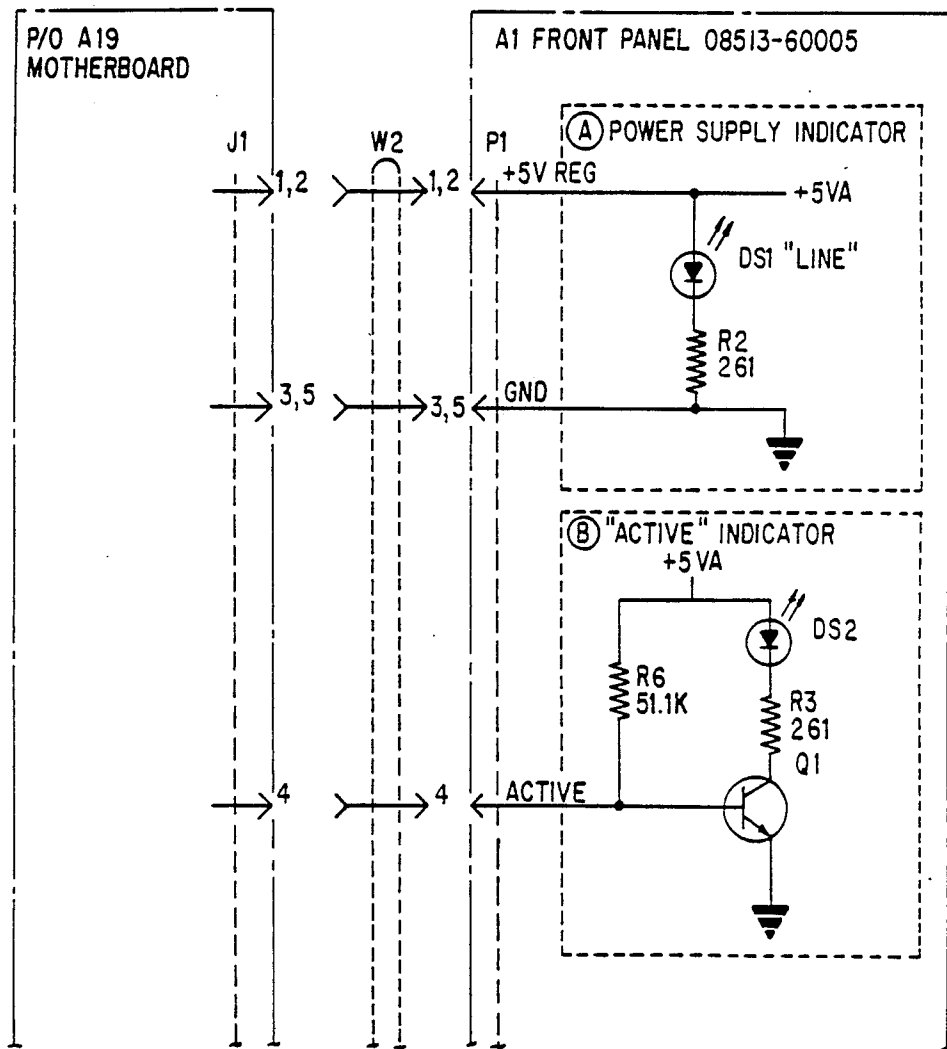 P/O A19
MOTHERBOARD
A1 FRONT PANEL 08513-60005
A POWER SUPPLY INDICATOR
J1
W2
P1
1,2
1,2
+5V REG
+5VA
DS1 "LINE"
R2
261
3,5
3,5
GND
B "ACTIVE" INDICATOR
+5VA
DS2
R6
51.1K
R3
261
Q1
4
4
ACTIVE